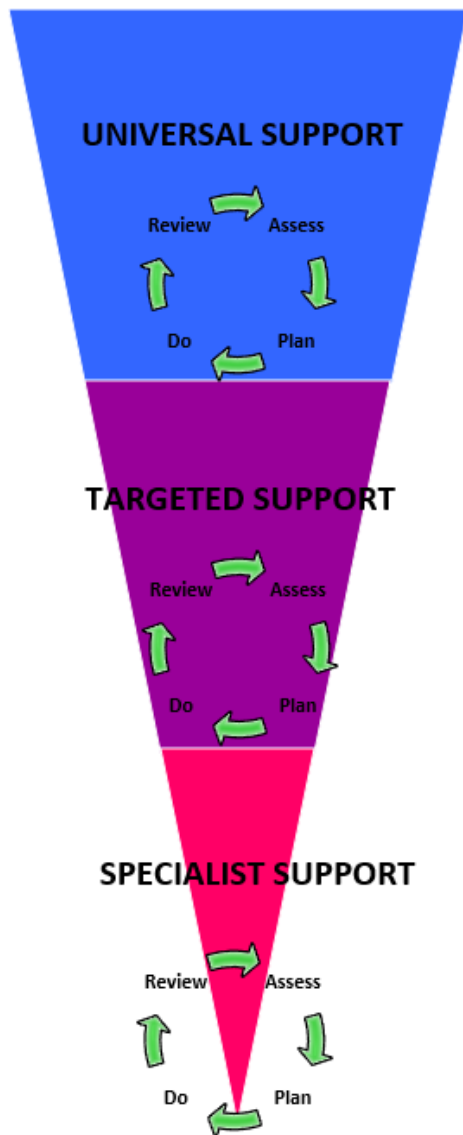 UNIVERSAL SUPPORT
Review Assess
Do Plan
TARGETED SUPPORT
Review Assess
Do Plan
SPECIALIST SUPPORT
Review Assess
Do Plan